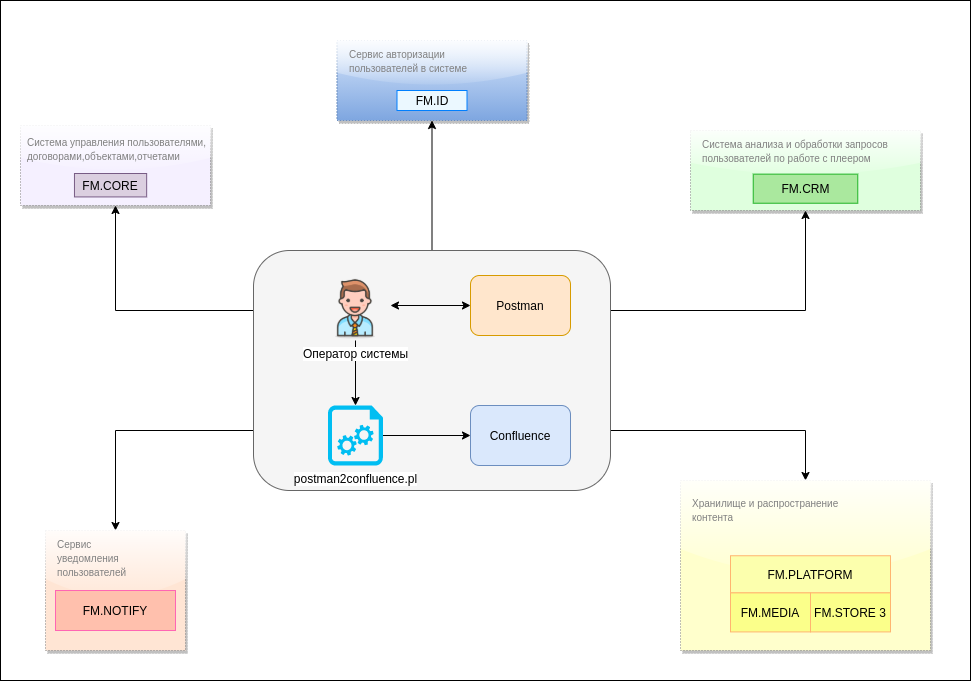 Сервис авторизации
пользователей в системе
FM.ID
Система управления пользователями,
договорами,объектами,отчетами
FM.CORE
Система анализа и обработки запросов
пользователей по работе с плеером
FM.CRM
Postman
Оператор системы
Confluence
postman2confluence.pl
Сервис
уведомления
пользователей
FM.NOTIFY
Хранилище и распространение
контента
FM.PLATFORM
FM.MEDIA
FM.STORE 3